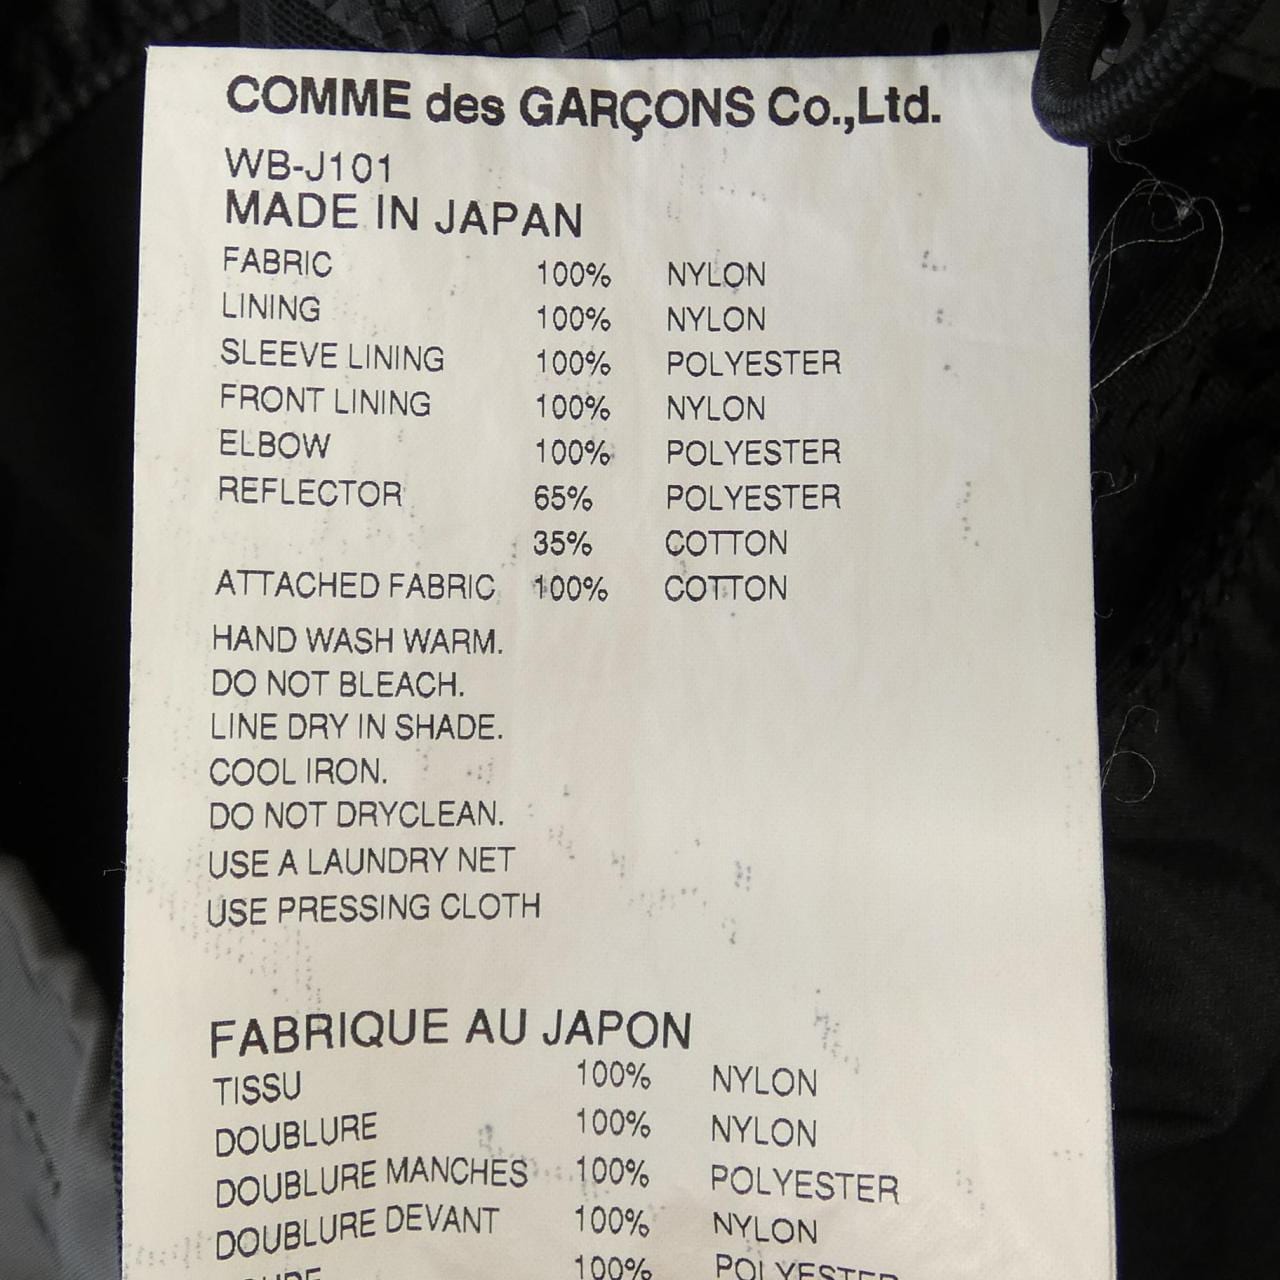 COMME des GARÇONS Co.,Ltd.
WB-J101
MADE IN JAPAN
FABRIC 100% NYLON
LINING 100% NYLON
SLEEVE LINING 100% POLYESTER
FRONT LINING 100% NYLON
ELBOW 100% POLYESTER
REFLECTOR 65% POLYESTER
35% COTTON
ATTACHED FABRIC 100% COTTON
HAND WASH WARM.
DO NOT BLEACH.
LINE DRY IN SHADE.
COOL IRON.
DO NOT DRYCLEAN.
USE A LAUNDRY NET
USE PRESSING CLOTH
FABRIQUE AU JAPON
TISSU 100% NYLON
DOUBLURE 100% NYLON
DOUBLURE MANCHES 100% POLYESTER
DOUBLURE DEVANT 100% NYLON
100% POLYESTER